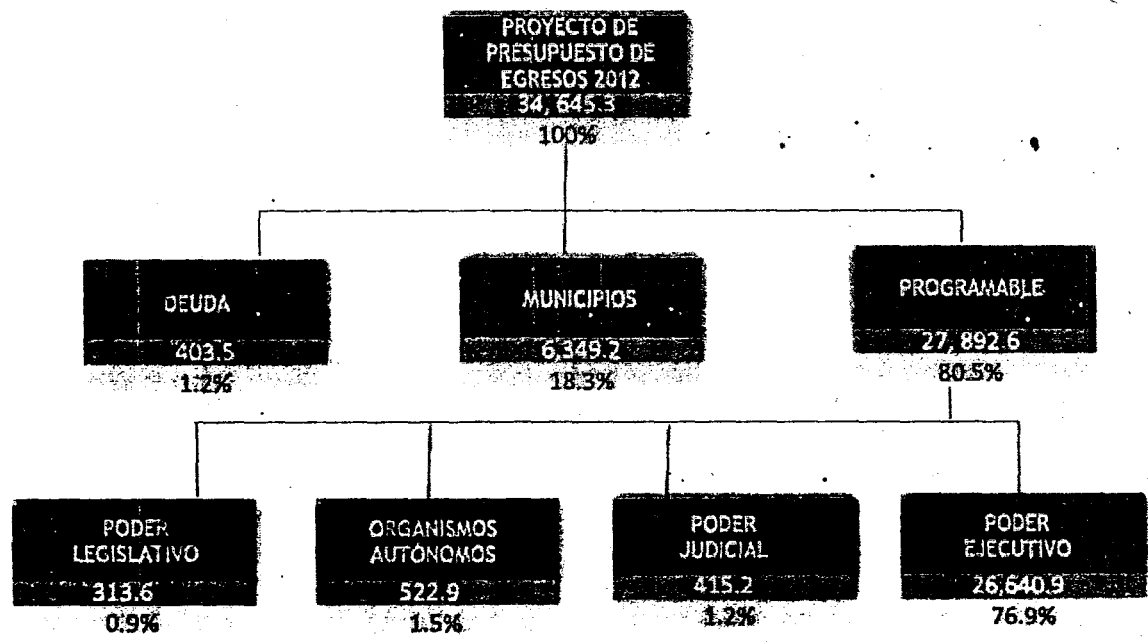 PROYECTO DE
PRESUPUESTO DE
EGRESOS 2012
34, 645.3
100%
DEUDA
403.5
1.2%
MUNICIPIOS
6,349.2
18.3%
PROGRAMABLE
27, 892.6
80.5%
PODER
LEGISLATIVO
313.6
0.9%
ORGANISMOS
AUTÓNOMOS
522.9
1.5%
PODER
JUDICIAL
415.2
1.2%
PODER
EJECUTIVO
26,640.9
76.9%